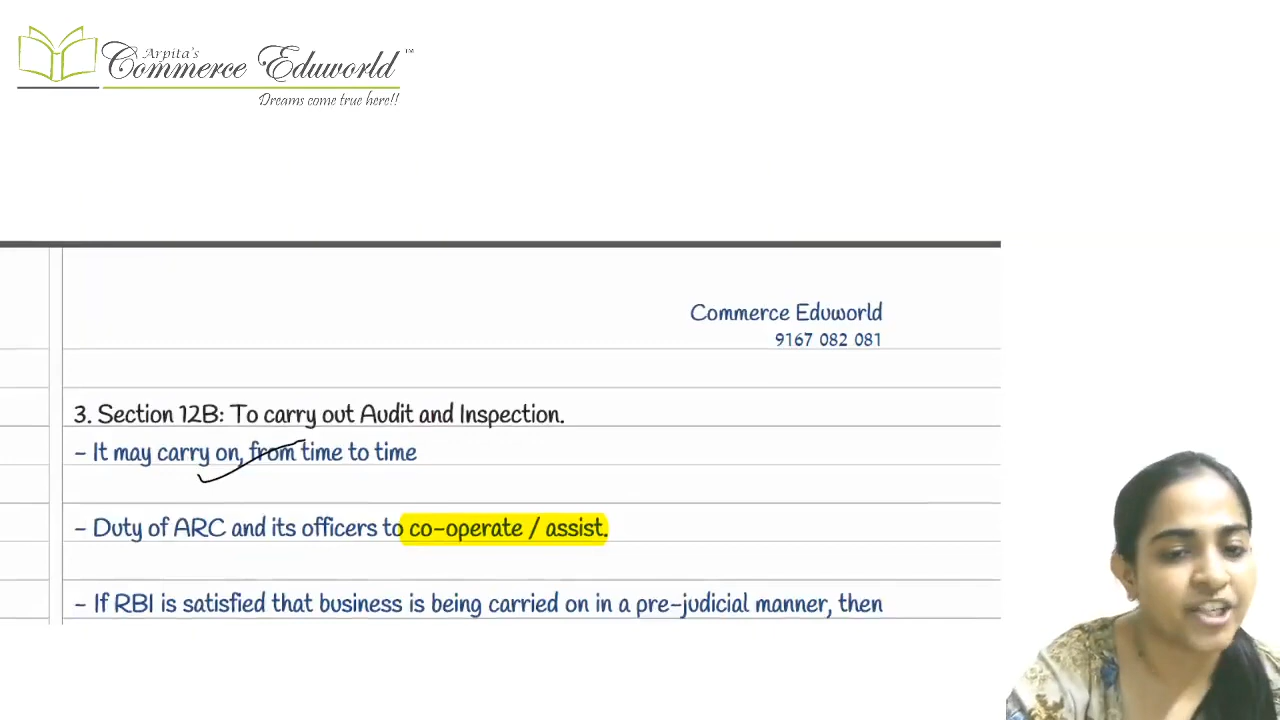 Arpita's
Commerce Eduworld™
Dreams come true here!!
Commerce Eduworld
9167 082 081
3. Section 12B: To carry out Audit and Inspection.
- It may carry on, from time to time
- Duty of ARC and its officers to co-operate / assist.
- If RBI is satisfied that business is being carried on in a pre-judicial manner, then